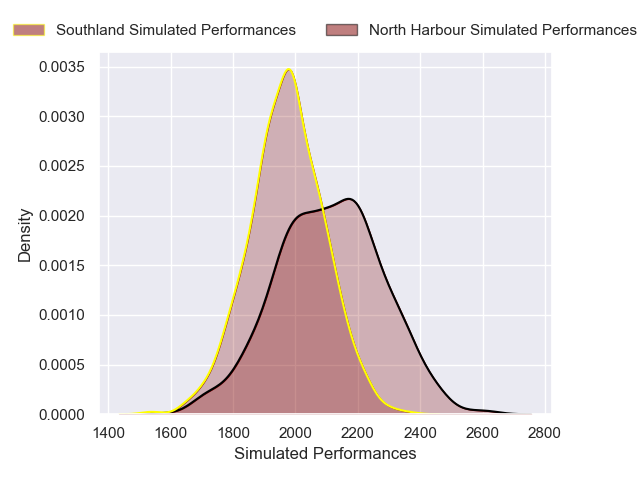 Southland Simulated Performances North Harbour Simulated Performances
0.0035
0.0030
0.0025
0.0020
0.0015
0.0010
0.0005
0.0000
Density
1400 1600 1800 2000 2200 2400 2600 2800
Simulated Performances